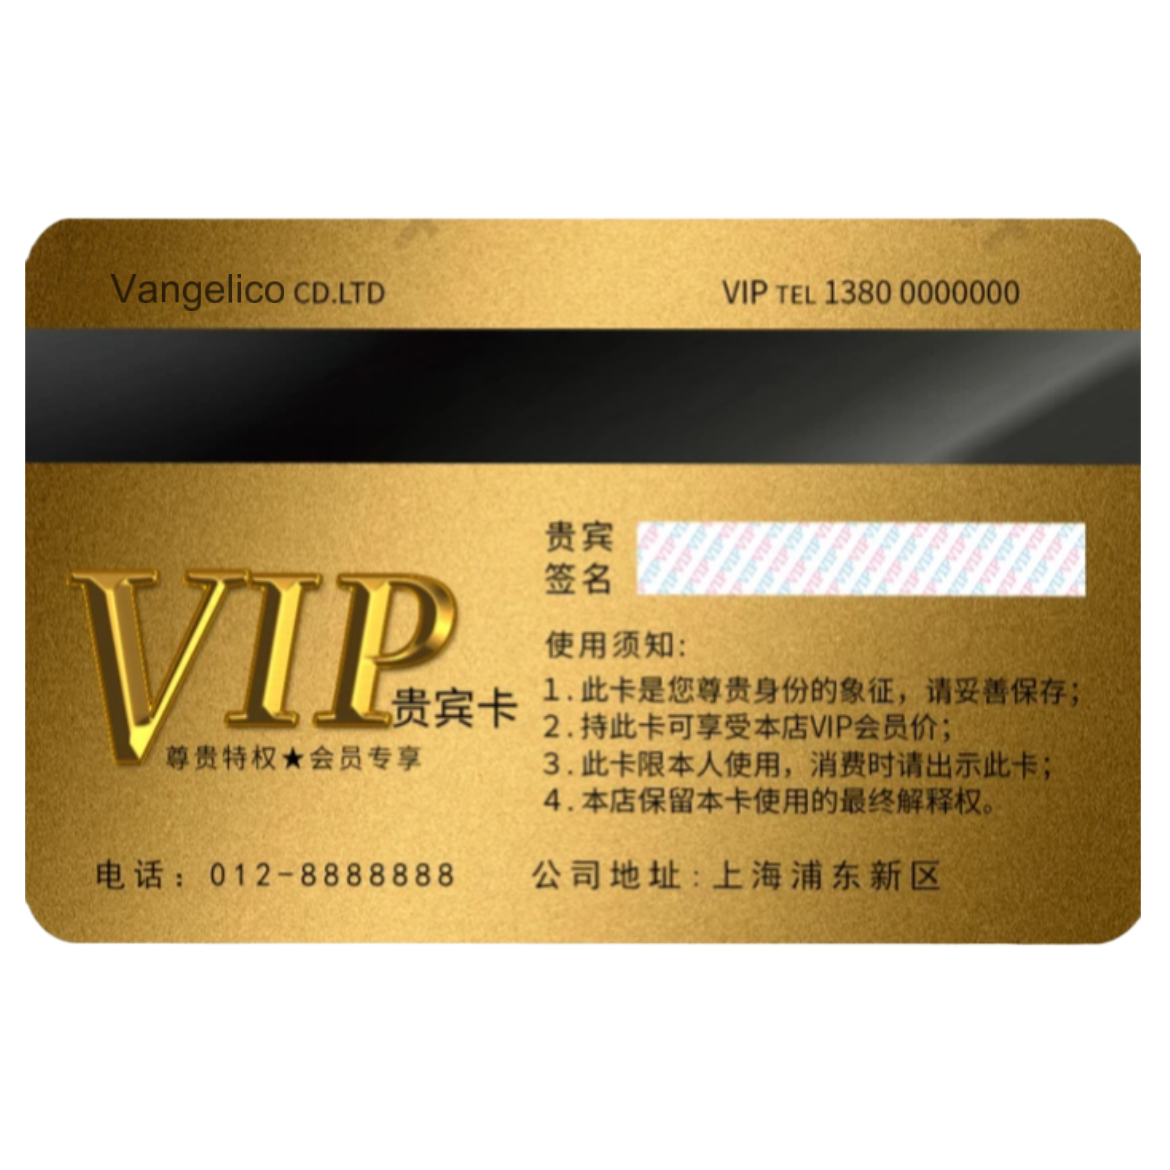 Vangelico CD.LTD
VIP TEL 1380 0000000
贵宾
签名
使用须知:
1.此卡是您尊贵身份的象征，请妥善保存；
2.持此卡可享受本店VIP会员价；
3.此卡限本人使用，消费时请出示此卡；
4.本店保留本卡使用的最终解释权。
VIP贵宾卡
尊贵特权★会员专享
电话：012-8888888
公司地址:上海浦东新区